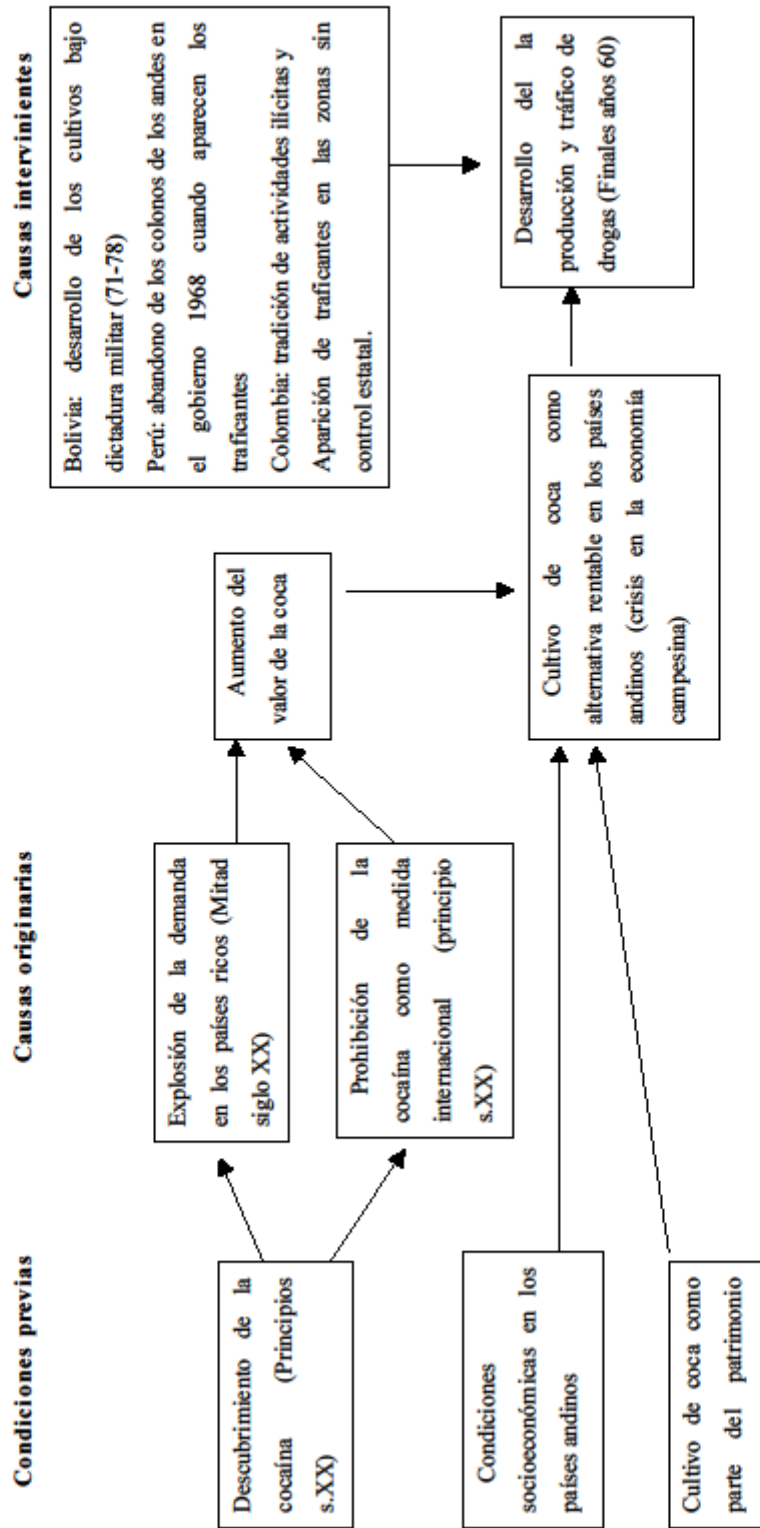 Condiciones previas
Causas originarias
Causas intervinientes
Descubrimiento de la
cocaína (Principios
s.XX)
Condiciones
socioeconómicas en los
países andinos
Cultivo de coca como
parte del patrimonio
Explosión de la demanda
en los países ricos (Mitad
siglo XX)
Prohibición de la
cocaína como medida
internacional (principio
s.XX)
Aumento del
valor de la coca
Cultivo de coca como
alternativa rentable en los países
andinos (crisis en la economía
campesina)
Bolivia: desarrollo de los cultivos bajo
dictadura militar (71-78)
Perú: abandono de los colonos de los andes en
el gobierno 1968 cuando aparecen los
traficantes
Colombia: tradición de actividades ilícitas y
Aparición de traficantes en las zonas sin
control estatal.
Desarrollo del la
producción y tráfico de
drogas (Finales años 60)